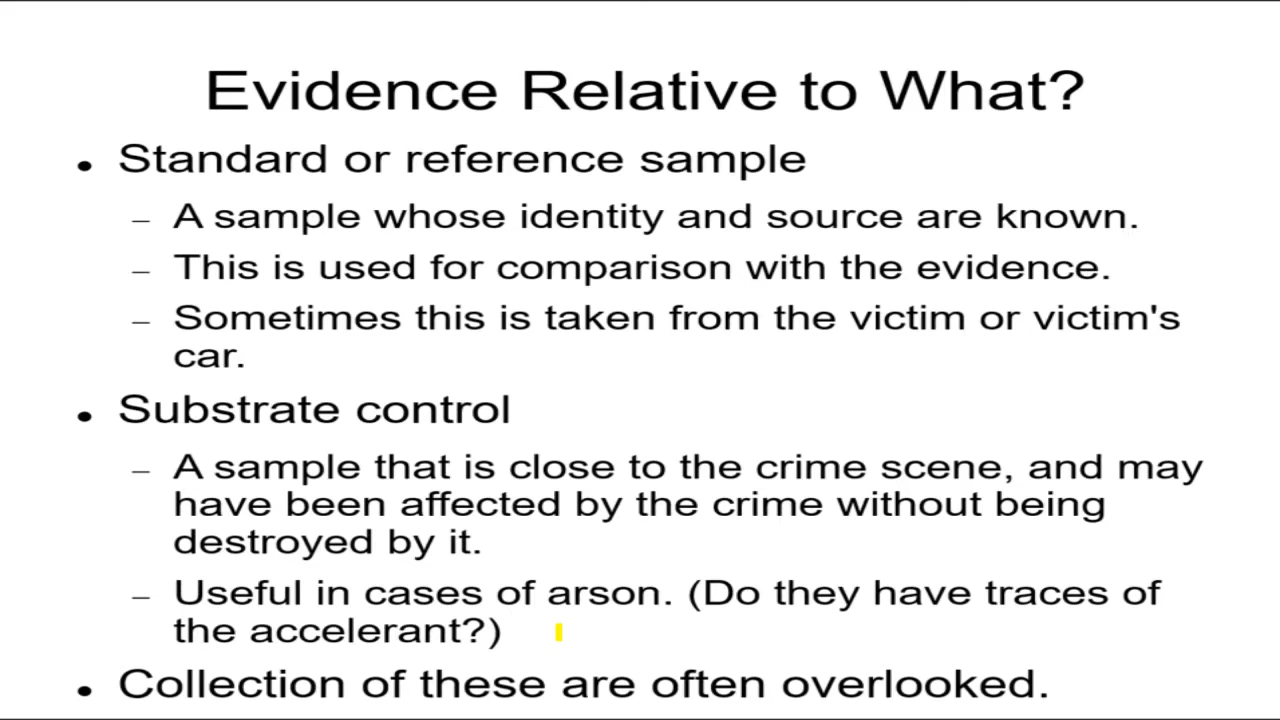 Evidence Relative to What?
• Standard or reference sample
– A sample whose identity and source are known.
– This is used for comparison with the evidence.
– Sometimes this is taken from the victim or victim's
car.
• Substrate control
– A sample that is close to the crime scene, and may
have been affected by the crime without being
destroyed by it.
– Useful in cases of arson. (Do they have traces of
the accelerant?)
• Collection of these are often overlooked.